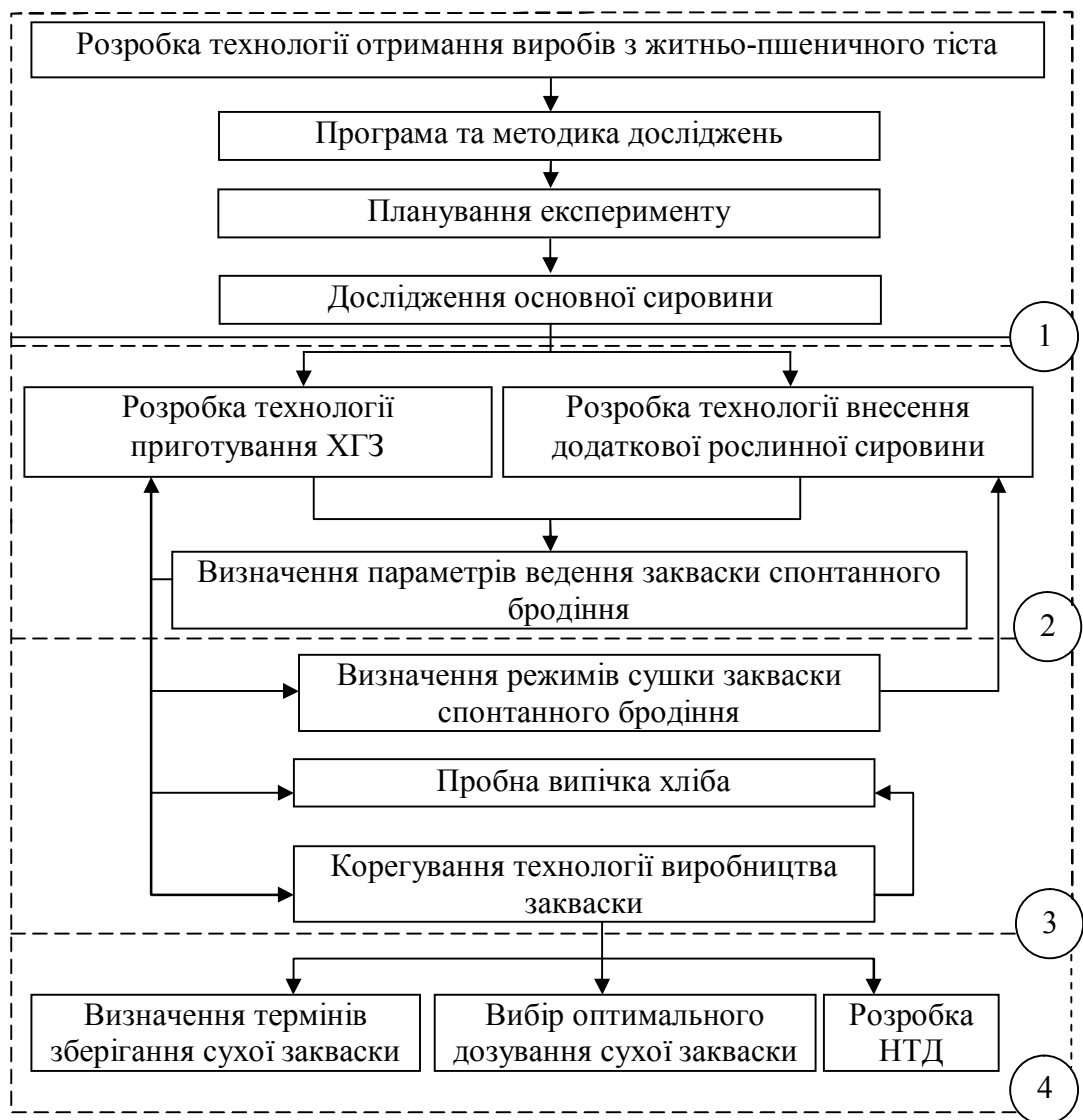 Розробка технології отримання виробів з житньо-пшеничного тіста
Програма та методика досліджень
Планування експерименту
Дослідження основної сировини
1
Розробка технології
приготування ХГЗ
Розробка технології внесення
додаткової рослинної сировини
Визначення параметрів ведення закваски спонтанного
бродіння
2
Визначення режимів сушки закваски
спонтанного бродіння
Пробна випічка хліба
Корегування технології виробництва
закваски
3
Визначення термінів
зберігання сухої закваски
Вибір оптимального
дозування сухої закваски
Розробка
НТД
4